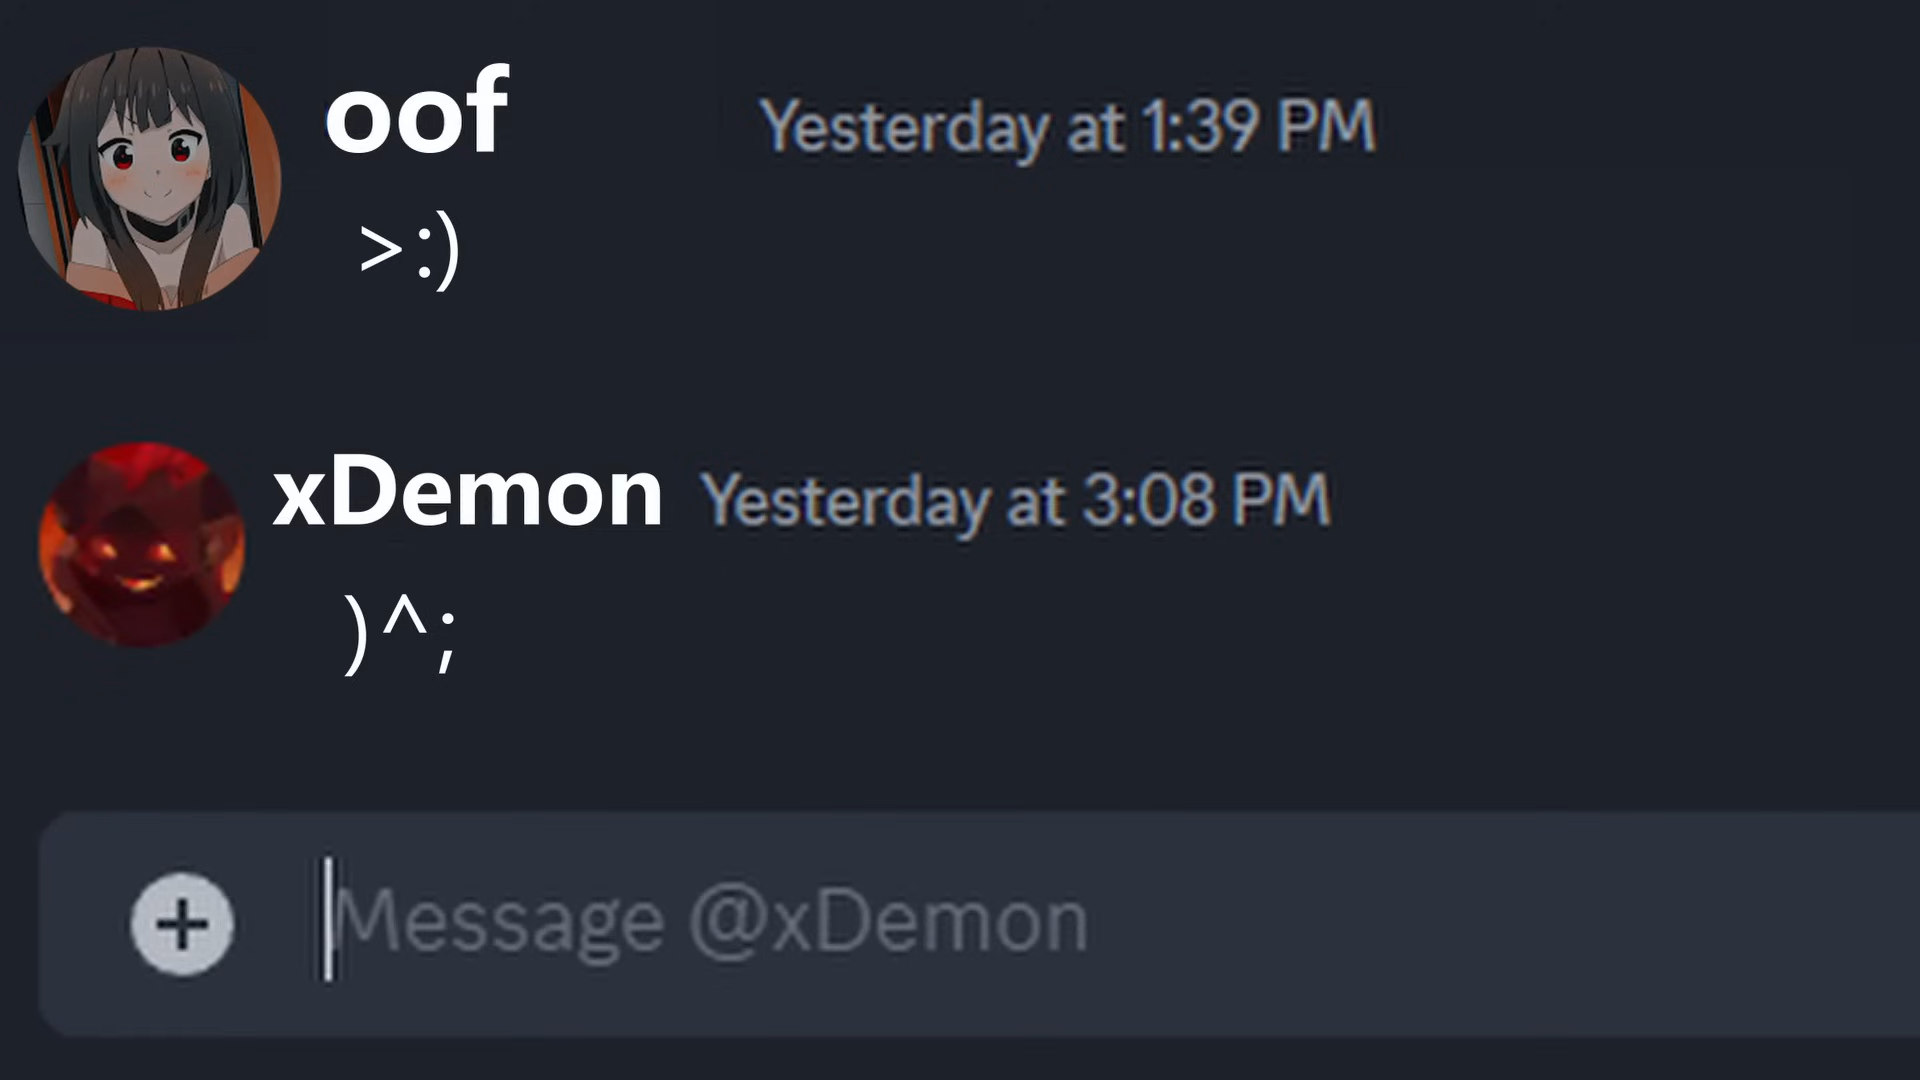 oof Yesterday at 1:39 PM
>:)
xDemon Yesterday at 3:08 PM
)^;
Message @xDemon